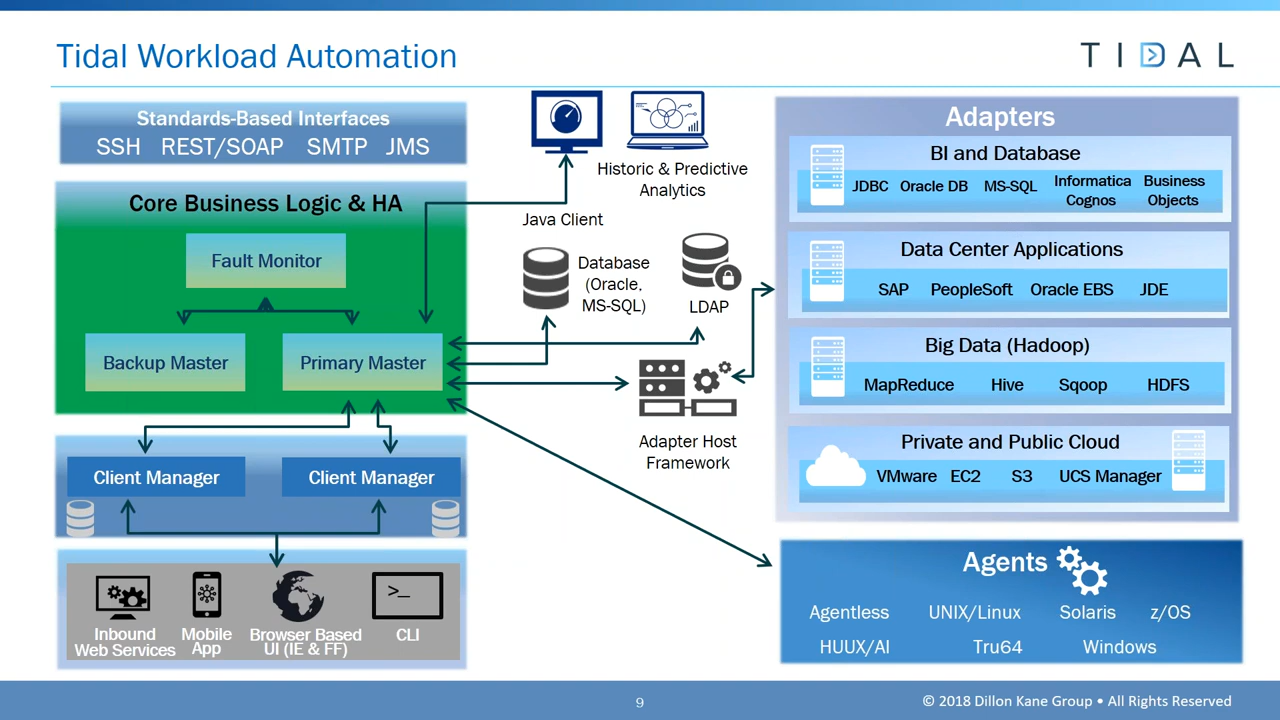 Tidal Workload Automation
TIDAL
Standards-Based Interfaces
SSH REST/SOAP SMTP JMS
Core Business Logic & HA
Fault Monitor
Backup Master
Primary Master
Client Manager
Client Manager
Inbound
Web Services
Mobile
App
Browser Based
UI (IE & FF)
>_
CLI
Historic & Predictive
Analytics
Java Client
Database
(Oracle,
MS-SQL)
LDAP
Adapter Host
Framework
Adapters
BI and Database
JDBC Oracle DB MS-SQL
Informatica
Cognos
Business
Objects
Data Center Applications
SAP PeopleSoft Oracle EBS JDE
Big Data (Hadoop)
MapReduce Hive Sqoop HDFS
Private and Public Cloud
VMware EC2 S3 UCS Manager
Agents
Agentless UNIX/Linux Solaris z/OS
HUUX/AI Tru64 Windows
9
© 2018 Dillon Kane Group • All Rights Reserved